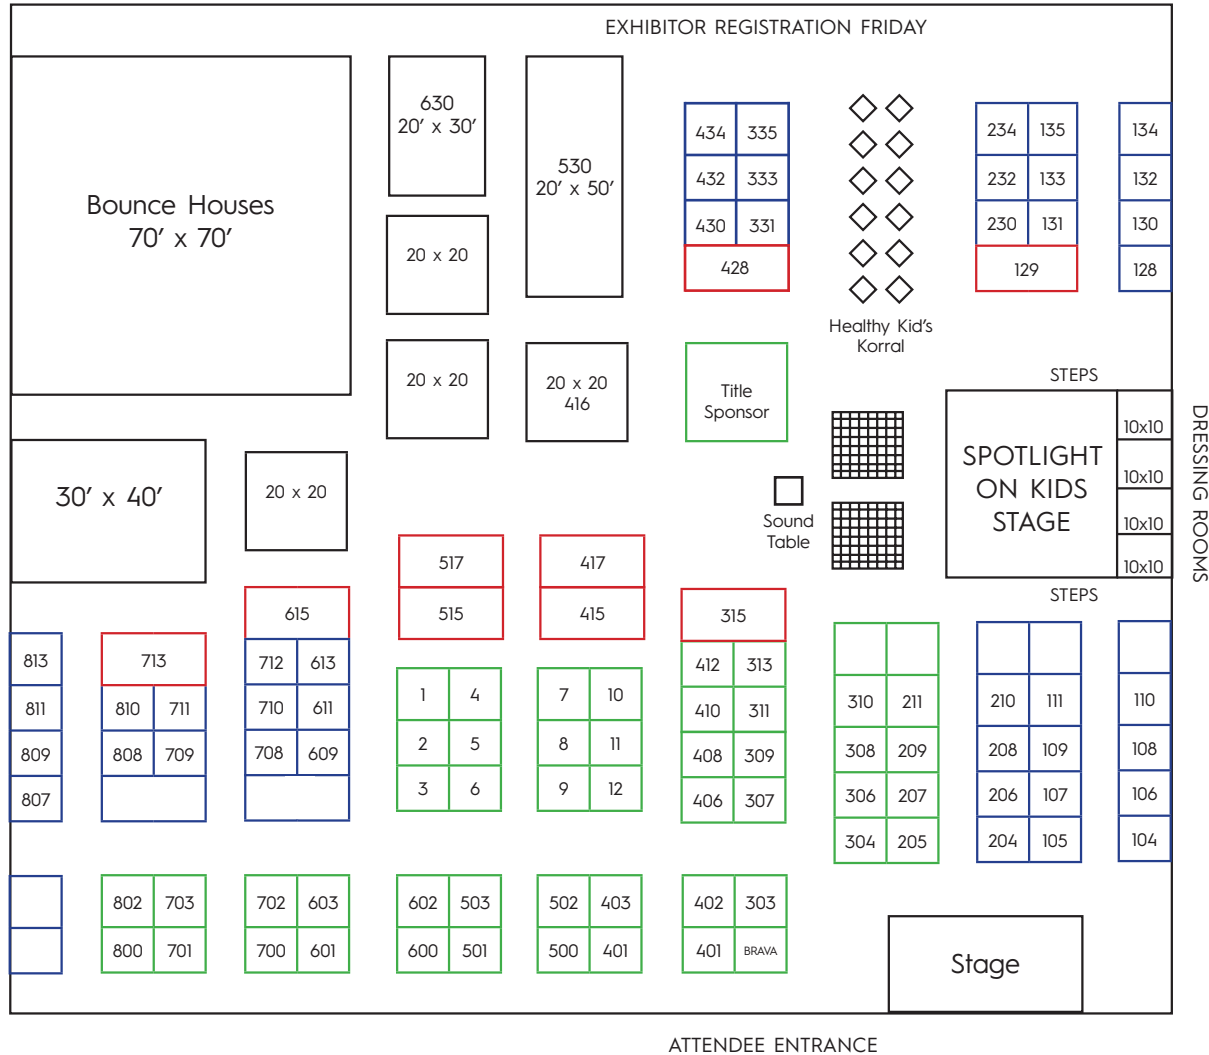 EXHIBITOR REGISTRATION FRIDAY
Bounce Houses
70' x 70'
630
20' x 30'
530
20' x 50'
20 x 20
20 x 20
20 x 20
416
434 335
432 333
430 331
428
Healthy Kid's
Korral
234 135
232 133
230 131
129
134
132
130
128
Title
Sponsor
Sound
Table
STEPS
SPOTLIGHT
ON KIDS
STAGE
10x10
10x10
10x10
10x10
STEPS
DRESSING ROOMS
30' x 40'
20 x 20
517
515
417
415
615
712 613
710 611
708 609
315
412 313
410 311
408 309
406 307
813
811
809
807
713
810 711
808 709
1 4
2 5
3 6
7 10
8 11
9 12
310 211
308 209
306 207
304 205
210 111
208 109
206 107
204 105
110
108
106
104
802 703
800 701
702 603
700 601
602 503
600 501
502 403
500 401
402 303
401 BRAVA
Stage
ATTENDEE ENTRANCE